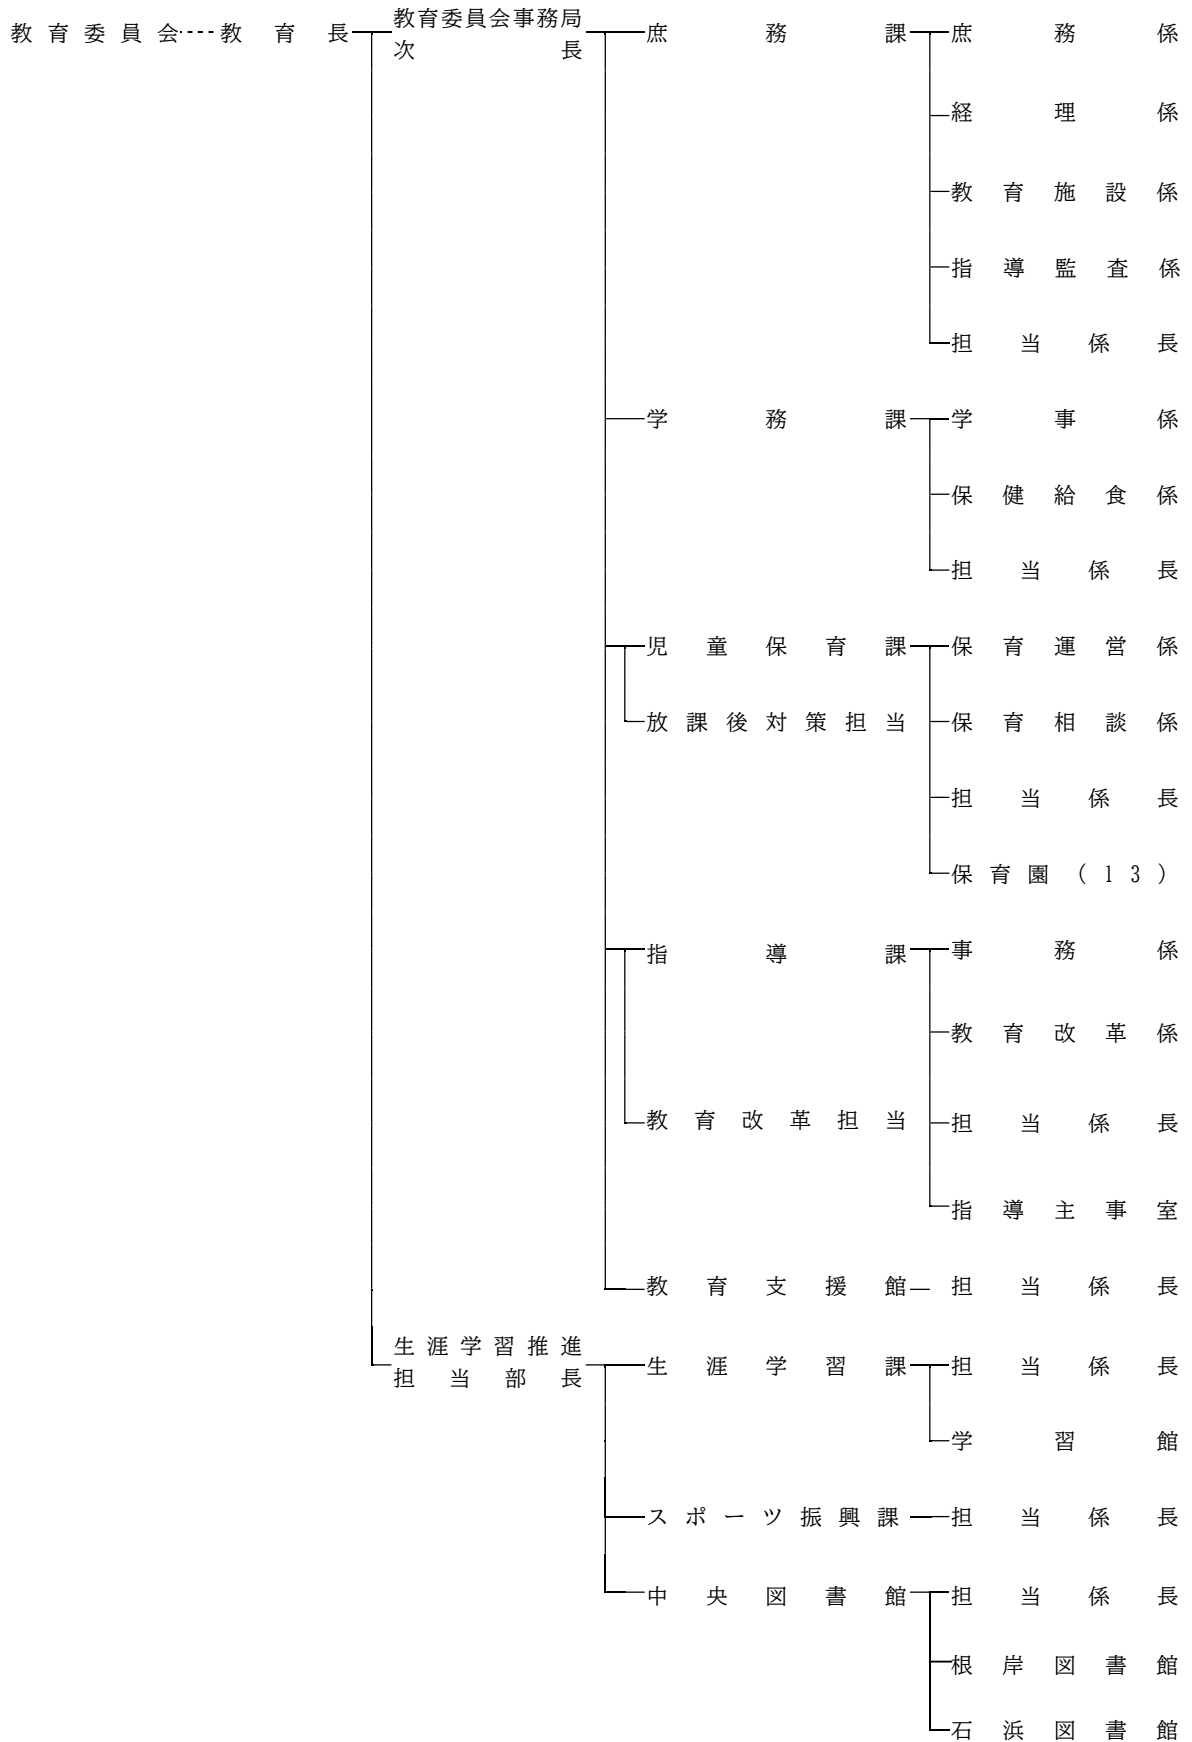 教育委員会 教育長 教育委員会事務局 庶務課 庶務係
次長
経理係
教育施設係
指導監査係
担当係長
学務課 学事係
保健給食係
担当係長
児童保育課 保育運営係
放課後対策担当 保育相談係
担当係長
保育園(13)
指導課 事務係
教育改革係
教育改革担当 担当係長
指導主事室
教育支援館 担当係長
生涯学習推進
担当部長 生涯学習課 担当係長
学習館
スポーツ振興課 担当係長
中央図書館 担当係長
根岸図書館
石浜図書館